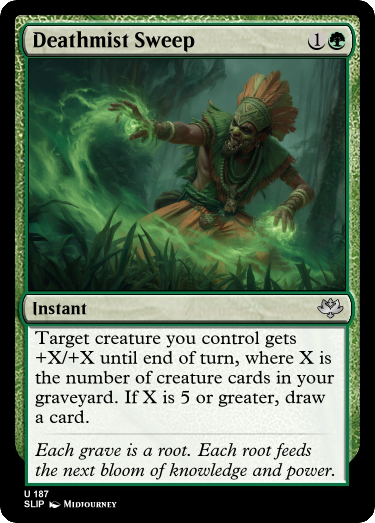 Deathmist Sweep 1
Instant
Target creature you control gets
+X/+X until end of turn, where X is
the number of creature cards in your
graveyard. If X is 5 or greater, draw
a card.
Each grave is a root. Each root feeds
the next bloom of knowledge and power.
U 187
SLIP Midjourney